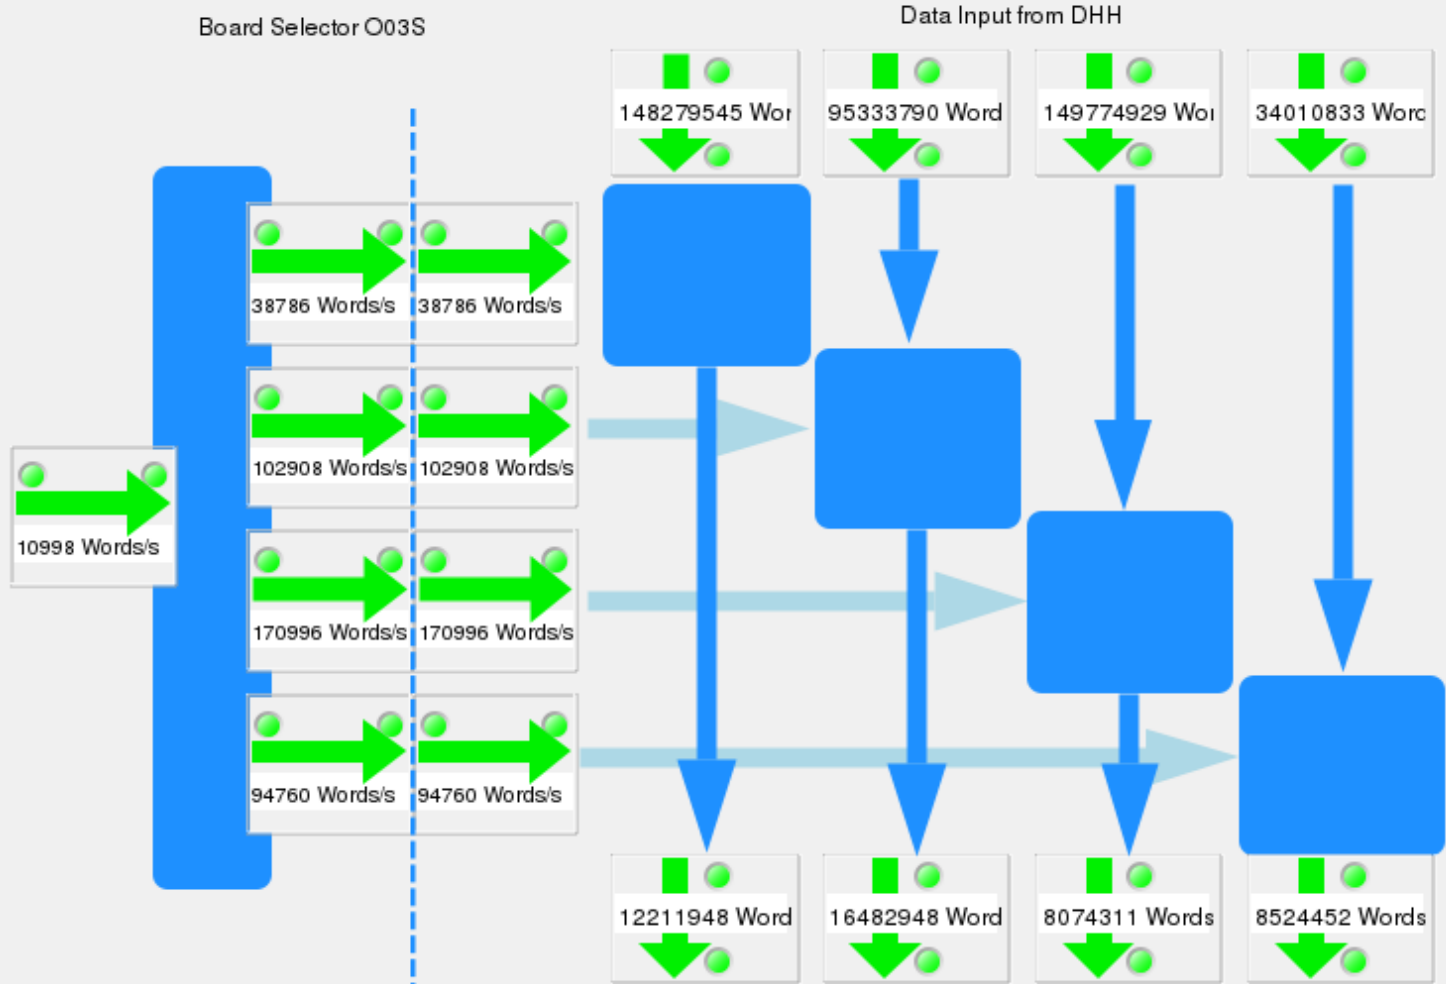 Board Selector O03S
Data Input from DHH
148279545 Wor
95333790 Word
149774929 Wor
34010833 Word
38786 Words/s
38786 Words/s
102908 Words/s
102908 Words/s
10998 Words/s
170996 Words/s
170996 Words/s
94760 Words/s
94760 Words/s
12211948 Word
16482948 Word
8074311 Words
8524452 Words